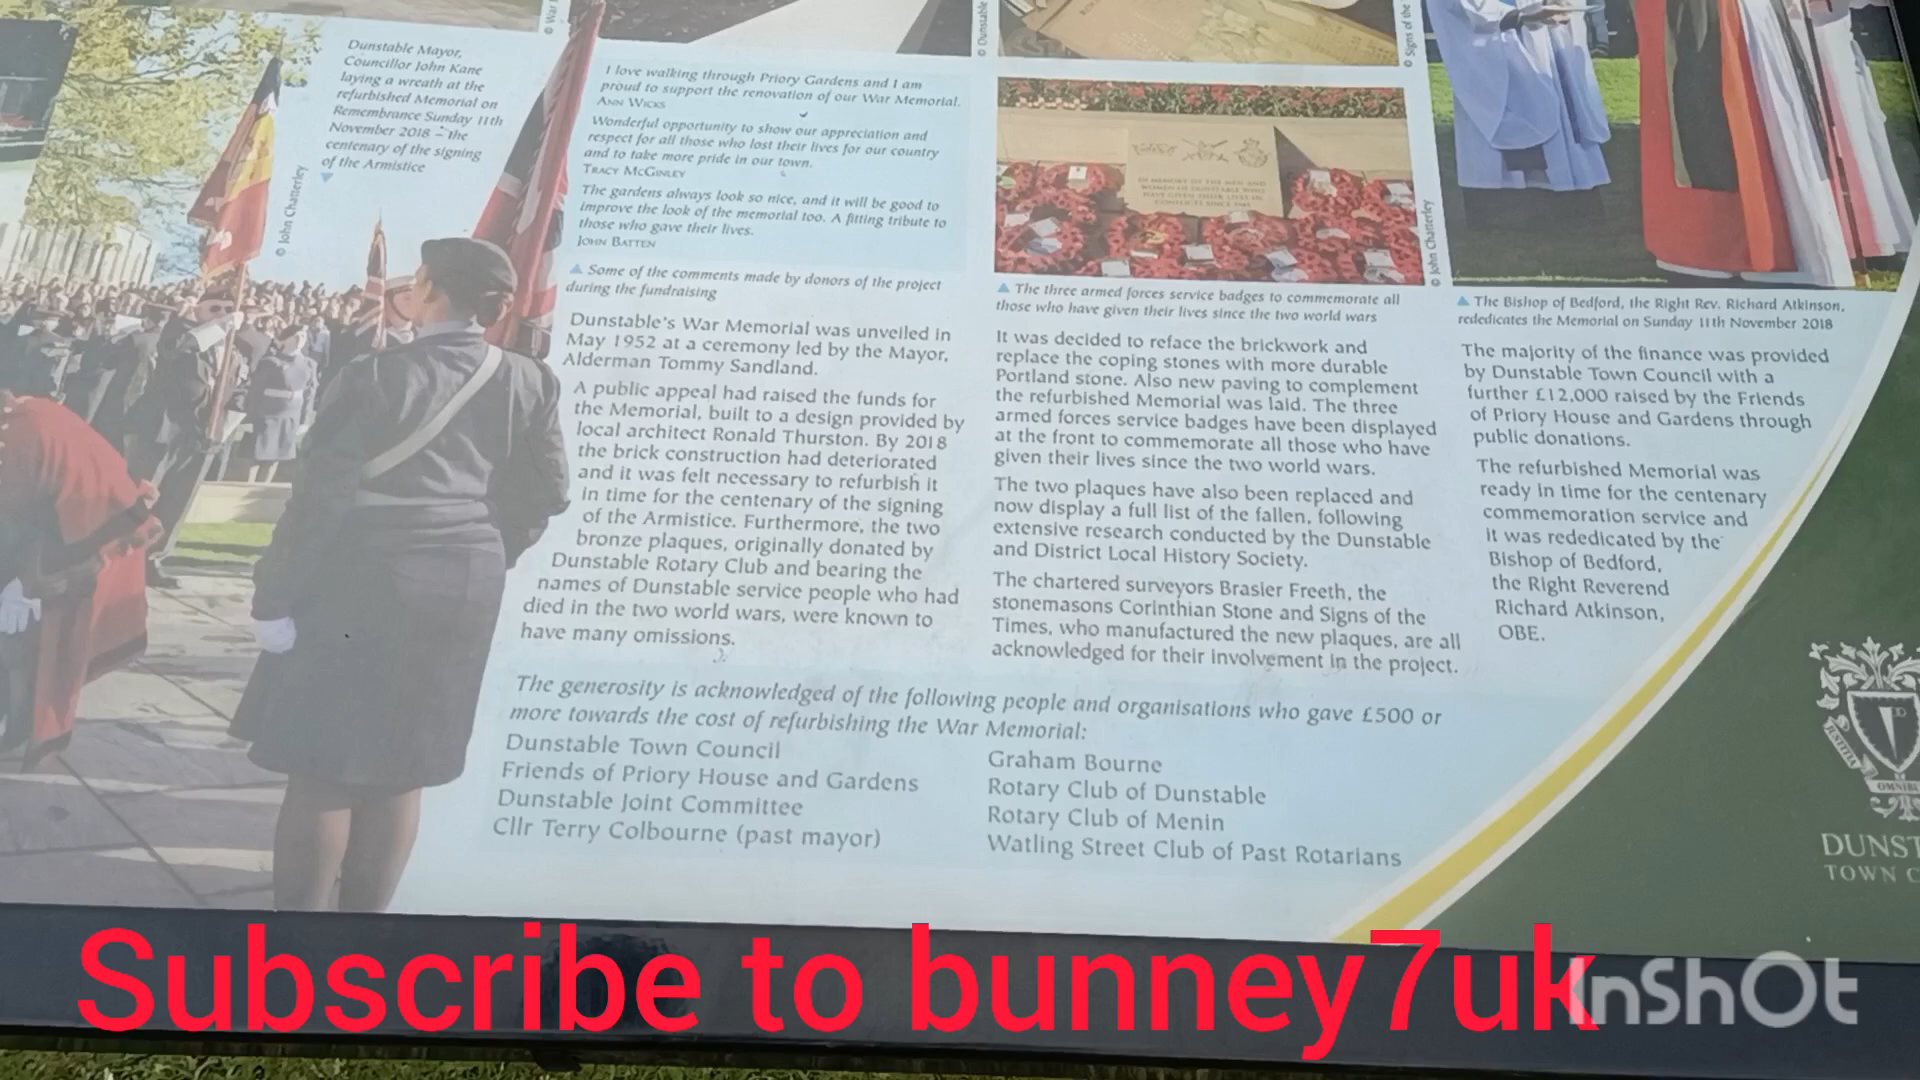 Dunstable Mayor,
Councillor John Kane
laying a wreath at the
refurbished Memorial on
Remembrance Sunday 11th
November 2018 – the
centenary of the signing
of the Armistice
© John Chatterley
I love walking through Priory Gardens and I am
proud to support the renovation of our War Memorial.
ANN WICKS
Wonderful opportunity to show our appreciation and
respect for all those who lost their lives for our country
and to take more pride in our town.
TRACY McGINLEY
The gardens always look so nice, and it will be good to
improve the look of the memorial too. A fitting tribute to
those who gave their lives.
JOHN BATTEN
Some of the comments made by donors of the project
during the fundraising
Dunstable's War Memorial was unveiled in
May 1952 at a ceremony led by the Mayor,
Alderman Tommy Sandland.
A public appeal had raised the funds for
the Memorial, built to a design provided by
local architect Ronald Thurston. By 2018
the brick construction had deteriorated
and it was felt necessary to refurbish it
in time for the centenary of the signing
of the Armistice. Furthermore, the two
bronze plaques, originally donated by
Dunstable Rotary Club and bearing the
names of Dunstable service people who had
died in the two world wars, were known to
have many omissions.
© Dunstable
© Signs of the
IN MEMORY OF THE MEN AND
WOMEN OF DUNSTABLE WHO
HAVE GIVEN THEIR LIVES IN
CONFLICTS SINCE 1945
© John Chatterley
The three armed forces service badges to commemorate all
those who have given their lives since the two world wars
It was decided to reface the brickwork and
replace the coping stones with more durable
Portland stone. Also new paving to complement
the refurbished Memorial was laid. The three
armed forces service badges have been displayed
at the front to commemorate all those who have
given their lives since the two world wars.
The two plaques have also been replaced and
now display a full list of the fallen, following
extensive research conducted by the Dunstable
and District Local History Society.
The chartered surveyors Brasier Freeth, the
stonemasons Corinthian Stone and Signs of the
Times, who manufactured the new plaques, are all
acknowledged for their involvement in the project.
The Bishop of Bedford, the Right Rev. Richard Atkinson,
rededicates the Memorial on Sunday 11th November 2018
The majority of the finance was provided
by Dunstable Town Council with a
further £12,000 raised by the Friends
of Priory House and Gardens through
public donations.
The refurbished Memorial was
ready in time for the centenary
commemoration service and
it was rededicated by the
Bishop of Bedford,
the Right Reverend
Richard Atkinson,
OBE.
The generosity is acknowledged of the following people and organisations who gave £500 or
more towards the cost of refurbishing the War Memorial:
Dunstable Town Council
Friends of Priory House and Gardens
Dunstable Joint Committee
Cllr Terry Colbourne (past mayor)
Graham Bourne
Rotary Club of Dunstable
Rotary Club of Menin
Watling Street Club of Past Rotarians
JUSTITIA
OMNIB
DUNST
TOWN C
Subscribe to bunney7uk
InShOt